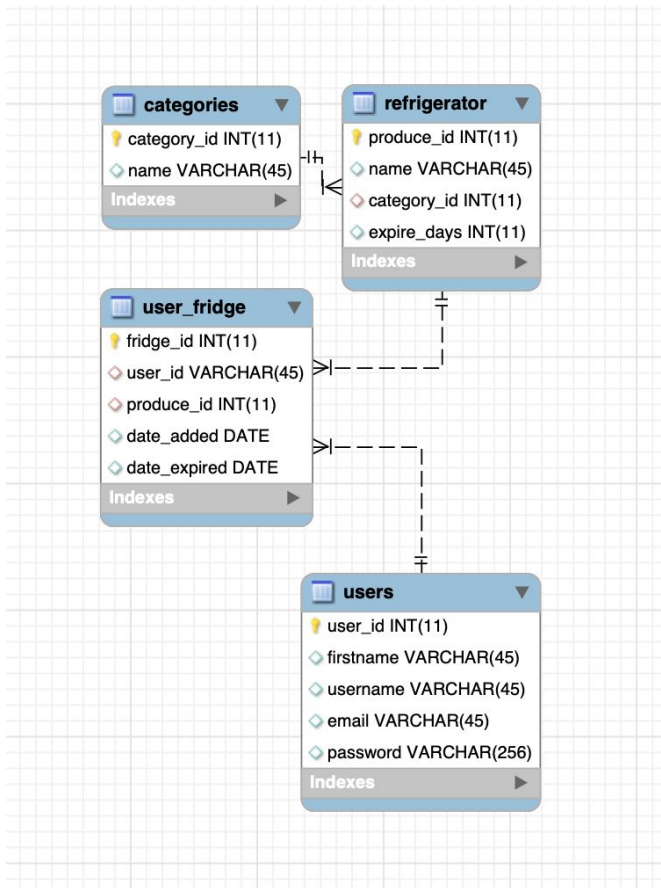 categories
category_id INT(11)
name VARCHAR(45)
Indexes
refrigerator
produce_id INT(11)
name VARCHAR(45)
category_id INT(11)
expire_days INT(11)
Indexes
user_fridge
fridge_id INT(11)
user_id VARCHAR(45)
produce_id INT(11)
date_added DATE
date_expired DATE
Indexes
users
user_id INT(11)
firstname VARCHAR(45)
username VARCHAR(45)
email VARCHAR(45)
password VARCHAR(256)
Indexes